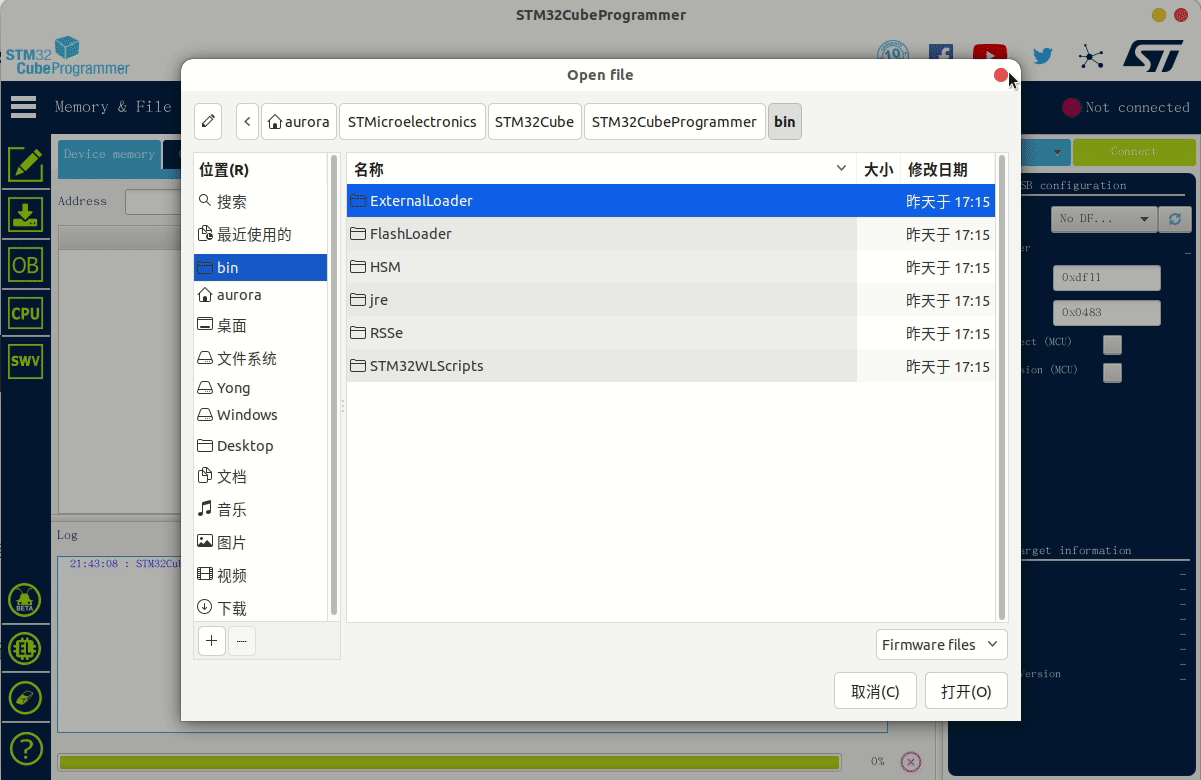 STM32CubeProgrammer
STM32
CubeProgrammer
19
Open file
Memory & File
Not connected
aurora
STMicroelectronics
STM32Cube
STM32CubeProgrammer
bin
Device memory
Connect
位置(R)
名称
大小
修改日期
搜索
最近使用的
bin
aurora
桌面
文件系统
Yong
Windows
Desktop
文档
音乐
图片
视频
下载
ExternalLoader 昨天于 17:15
FlashLoader 昨天于 17:15
HSM 昨天于 17:15
jre 昨天于 17:15
RSSe 昨天于 17:15
STM32WLScripts 昨天于 17:15
Firmware files
取消(C)
打开(O)
Address
OB
CPU
SWV
BETA
Log
21:43:08 : STM32Cu
configuration
No DF...
0xdf11
0x0483
(MCU)
(MCU)
information
ersion
0%
?